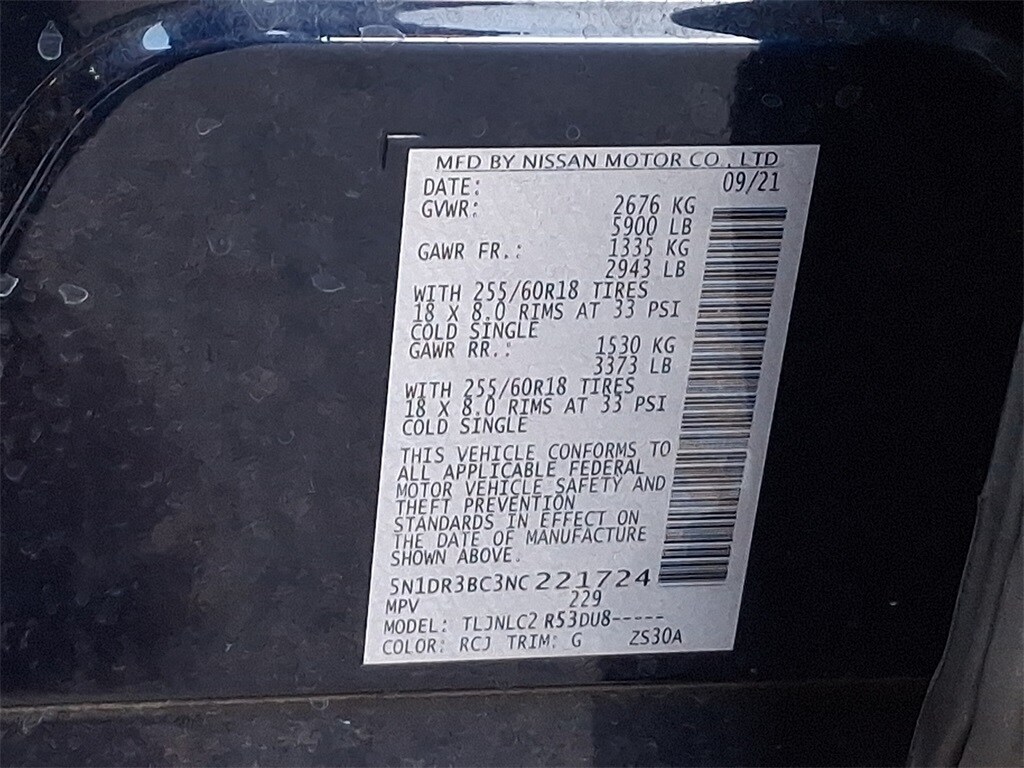 MFD BY NISSAN MOTOR CO., LTD
DATE: 09/21
GVWR: 2676 KG
5900 LB
GAWR FR.: 1335 KG
2943 LB
WITH 255/60R18 TIRES
18 X 8.0 RIMS AT 33 PSI
COLD SINGLE
GAWR RR.: 1530 KG
3373 LB
WITH 255/60R18 TIRES
18 X 8.0 RIMS AT 33 PSI
COLD SINGLE
THIS VEHICLE CONFORMS TO
ALL APPLICABLE FEDERAL
MOTOR VEHICLE SAFETY AND
THEFT PREVENTION
STANDARDS IN EFFECT ON
THE DATE OF MANUFACTURE
SHOWN ABOVE.
5N1DR3BC3NC221724
MPV 229
MODEL: TLJNLC2 R53DU8-----
COLOR: RCJ TRIM: G ZS30A